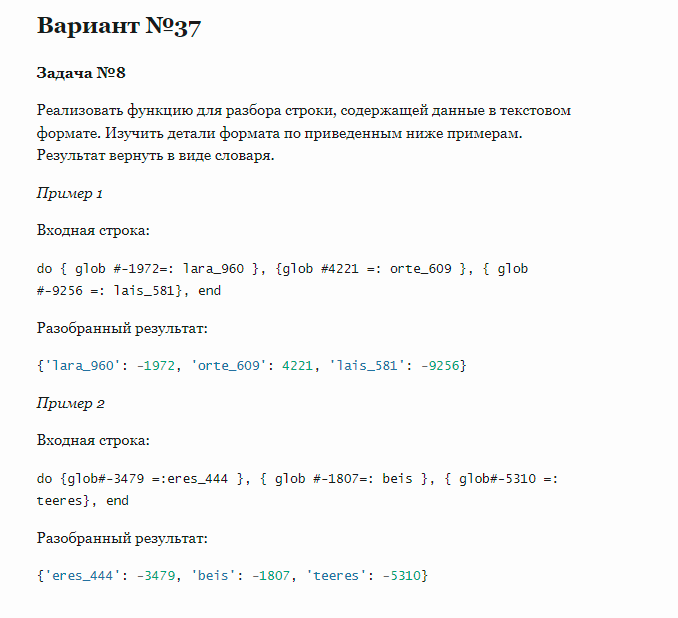 Вариант №37
Задача №8
Реализовать функцию для разбора строки, содержащей данные в текстовом
формате. Изучить детали формата по приведенным ниже примерам.
Результат вернуть в виде словаря.
Пример 1
Входная строка:
do { glob #-1972=: lara_960 }, {glob #4221 =: orte_609 }, { glob
#-9256 =: lais_581}, end
Разобранный результат:
{'lara_960': -1972, 'orte_609': 4221, 'lais_581': -9256}
Пример 2
Входная строка:
do {glob#-3479 =:eres_444 }, { glob #-1807=: beis }, { glob#-5310 =:
teeres}, end
Разобранный результат:
{'eres_444': -3479, 'beis': -1807, 'teeres': -5310}